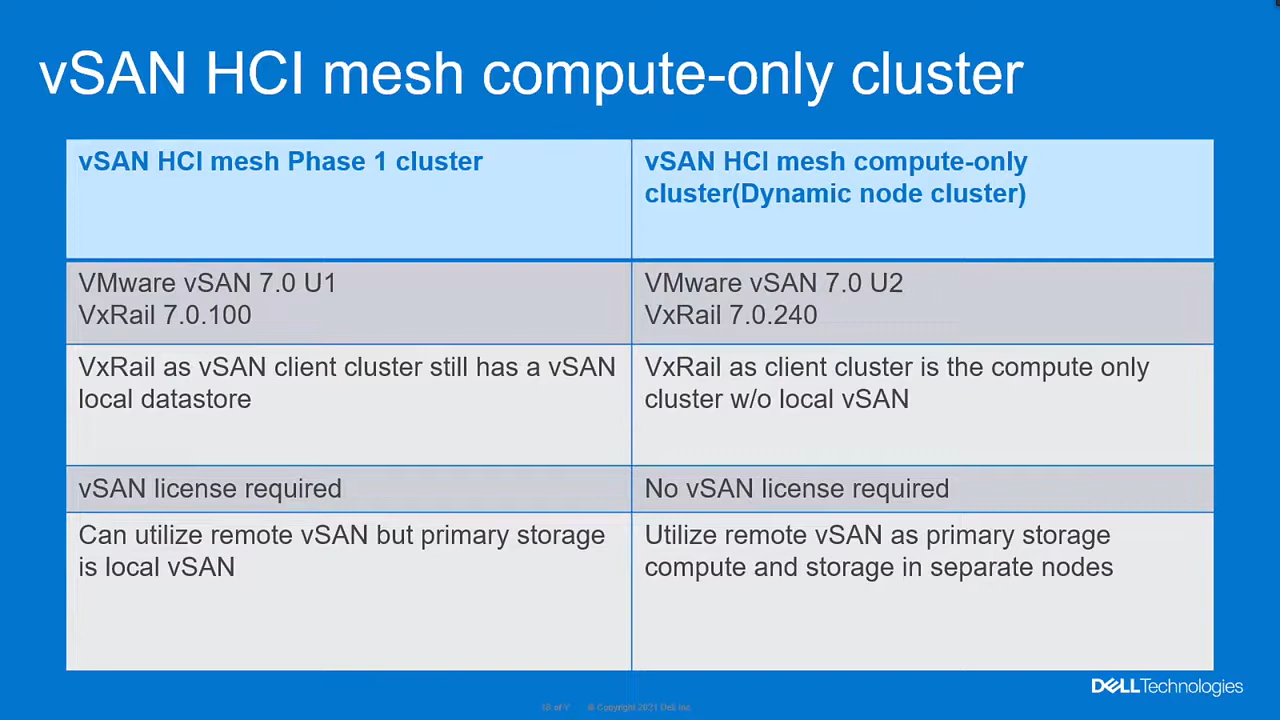 vSAN HCI mesh compute-only cluster
vSAN HCI mesh Phase 1 cluster
vSAN HCI mesh compute-only
cluster(Dynamic node cluster)
VMware vSAN 7.0 U1
VxRail 7.0.100
VMware vSAN 7.0 U2
VxRail 7.0.240
VxRail as vSAN client cluster still has a vSAN
local datastore
VxRail as client cluster is the compute only
cluster w/o local vSAN
vSAN license required
No vSAN license required
Can utilize remote vSAN but primary storage
is local vSAN
Utilize remote vSAN as primary storage
compute and storage in separate nodes
DELLTechnologies
© Copyright 2021 Dell Inc.